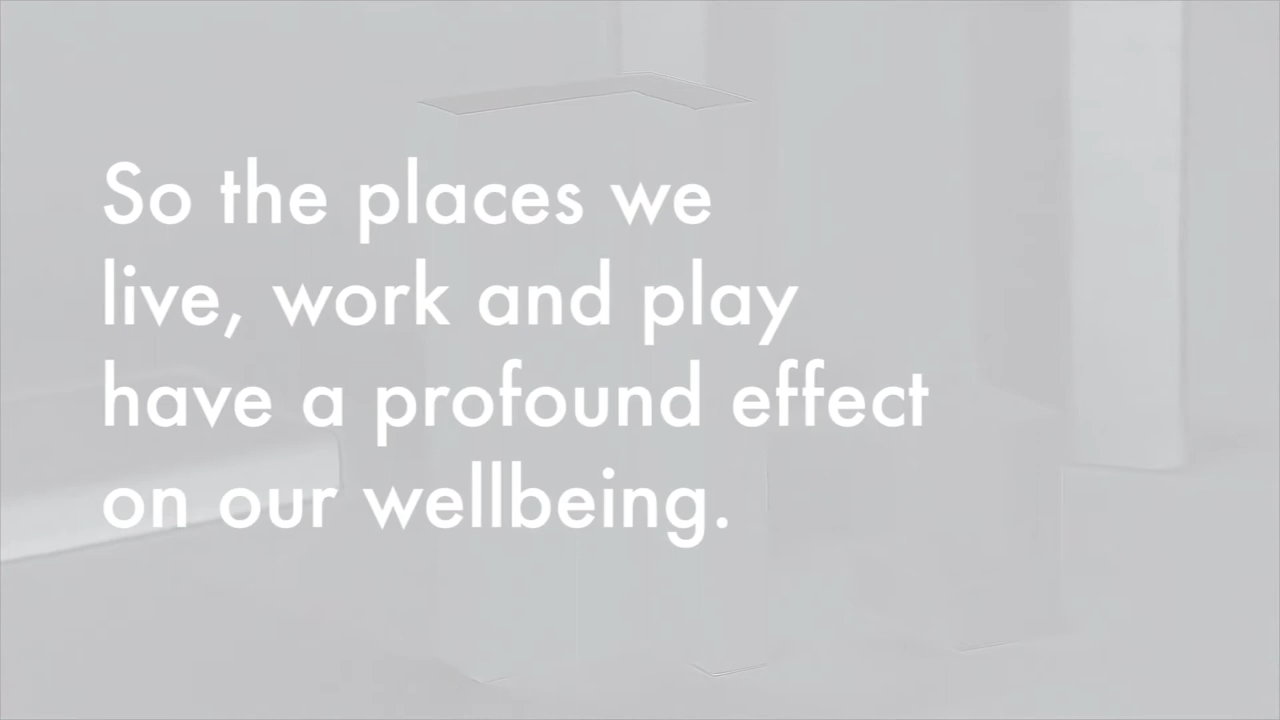 So the places we
live, work and play
have a profound effect
on our wellbeing.